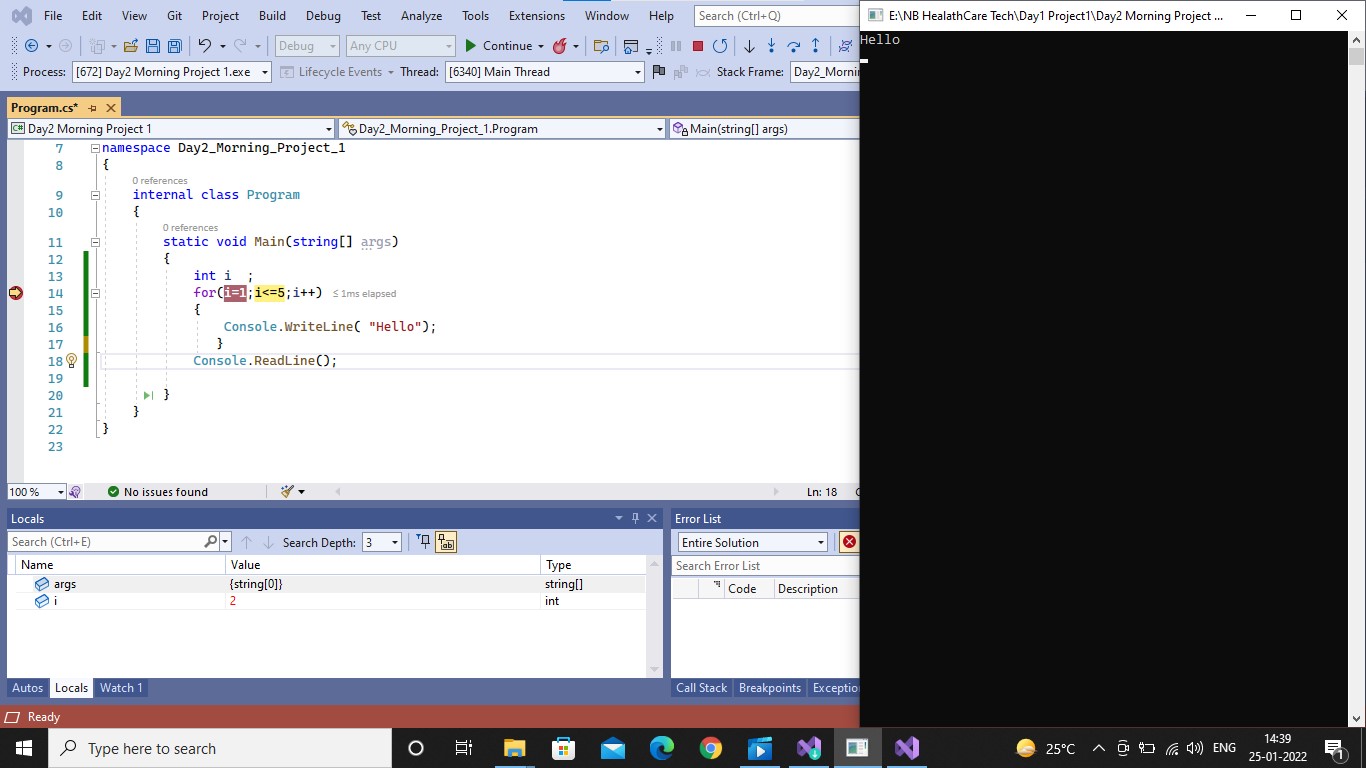 File Edit View Git Project Build Debug Test Analyze Tools Extensions Window Help Search (Ctrl+Q)
E:\NB HealathCare Tech\Day1 Project1\Day2 Morning Project ...
Debug Any CPU Continue
Process: [672] Day2 Morning Project 1.exe Lifecycle Events Thread: [6340] Main Thread Stack Frame:
Hello
Program.cs*
C# Day2 Morning Project 1 Day2_Morning_Project_1.Program Main(string[] args)
7 namespace Day2_Morning_Project_1
8 {
0 references
9 internal class Program
10 {
0 references
11 static void Main(string[] args)
12 {
13 int i ;
14 for(i=1;i<=5;i++) ≤ 1ms elapsed
15 {
16 Console.WriteLine( "Hello");
17 }
18 Console.ReadLine();
19
20 }
21 }
22 }
23
100 % No issues found Ln: 18
Locals
Search (Ctrl+E) Search Depth: 3
Name Value Type
args {string[0]} string[]
i 2 int
Autos Locals Watch 1
Error List
Entire Solution
Search Error List
Code Description
Call Stack Breakpoints
Ready
Type here to search
25°C ENG 14:39
25-01-2022 1